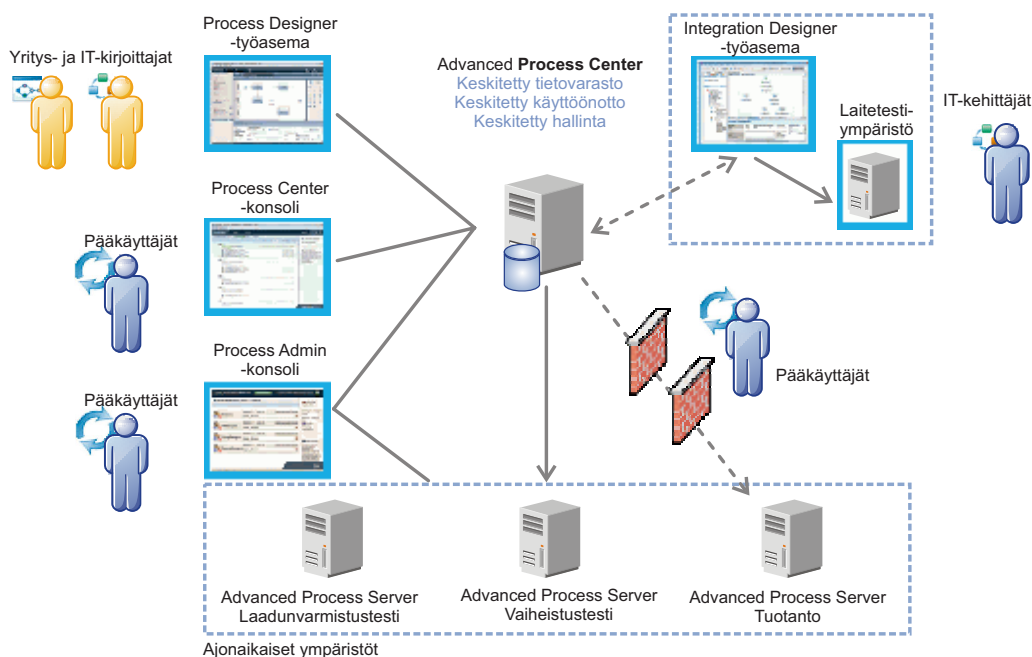 Yritys- ja IT-kirjoittajat
Process Designer
-työasema
Advanced Process Center
Keskitetty tietovarasto
Keskitetty käyttöönotto
Keskitetty hallinta
Integration Designer
-työasema
Laitetesti-
ympäristö
IT-kehittäjät
Process Center
-konsoli
Pääkäyttäjät
Process Admin
-konsoli
Pääkäyttäjät
Pääkäyttäjät
Advanced Process Server
Laadunvarmistustesti
Advanced Process Server
Vaiheistustesti
Advanced Process Server
Tuotanto
Ajonaikaiset ympäristöt